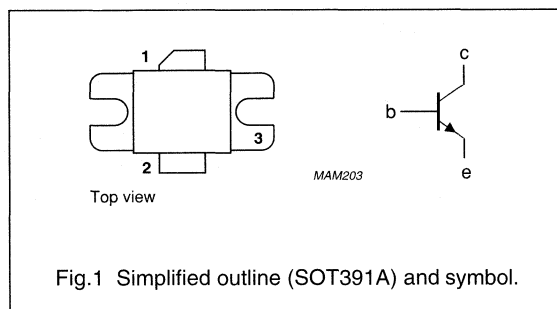 1
c
b
3
2
MAM203
e
Top view
Fig.1 Simplified outline (SOT391A) and symbol.